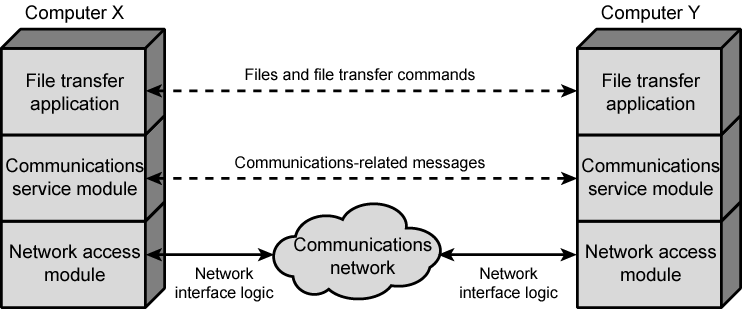 Computer X
Computer Y
File transfer
application
Files and file transfer commands
File transfer
application
Communications
service module
Communications-related messages
Communications
service module
Network access
module
Network
interface logic
Communications
network
Network
interface logic
Network access
module